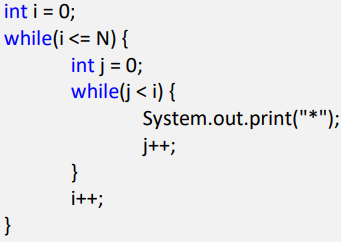 int i = 0;
while(i <= N) {
int j = 0;
while(j < i) {
System.out.print("*");
j++;
}
i++;
}